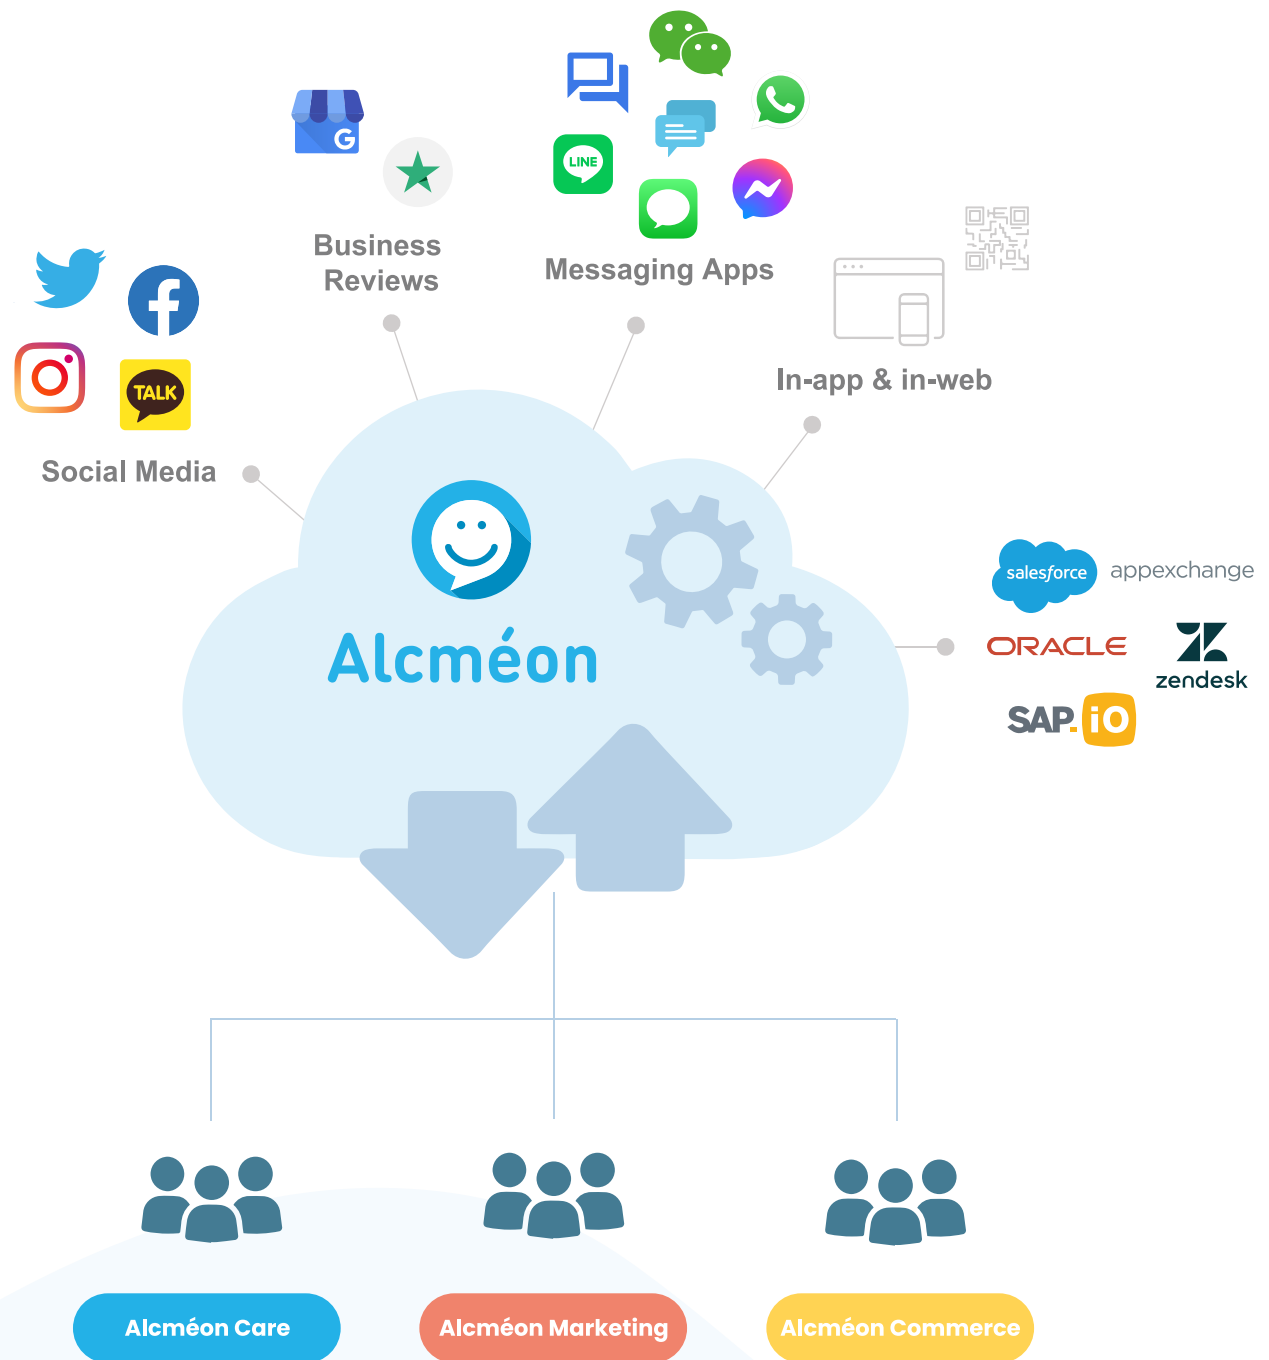 G
LINE
Business
Reviews
Messaging Apps
TALK
In-app & in-web
Social Media
salesforce
appexchange
Alcméon
ORACLE
zendesk
SAP iO
Alcméon Care
Alcméon Marketing
Alcméon Commerce